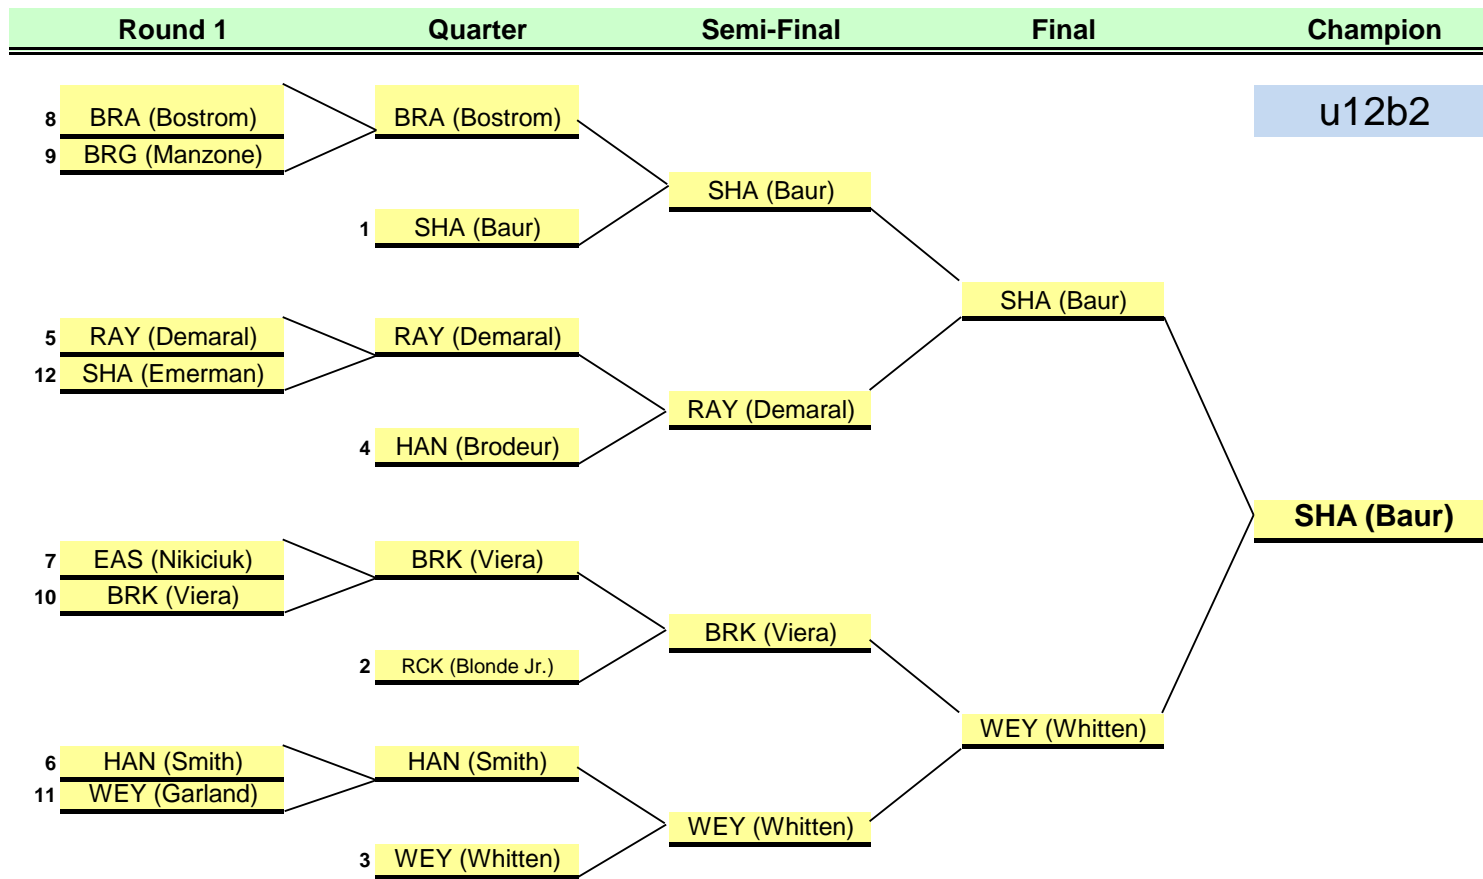 Round 1 Quarter Semi-Final Final Champion
u12b2
8 BRA (Bostrom) BRA (Bostrom)
9 BRG (Manzone)
SHA (Baur)
1 SHA (Baur)
SHA (Baur)
5 RAY (Demaral) RAY (Demaral)
12 SHA (Emerman)
RAY (Demaral)
4 HAN (Brodeur)
SHA (Baur)
7 EAS (Nikiciuk) BRK (Viera)
10 BRK (Viera)
BRK (Viera)
2 RCK (Blonde Jr.)
WEY (Whitten)
6 HAN (Smith) HAN (Smith)
11 WEY (Garland)
WEY (Whitten)
3 WEY (Whitten)